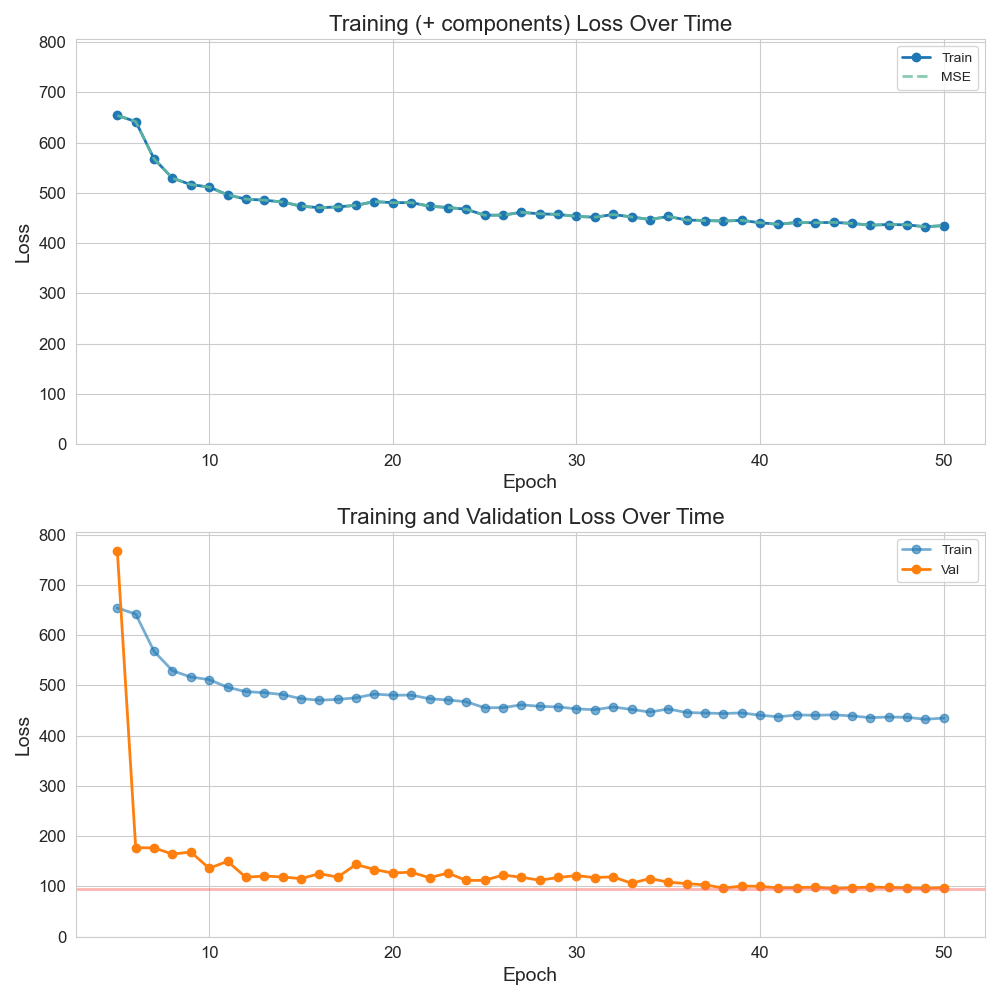 Training (+ components) Loss Over Time
800
700
600
500
400
300
200
100
0
Loss
Train
MSE
10 20 30 40 50
Epoch
Training and Validation Loss Over Time
800
700
600
500
400
300
200
100
0
Loss
Train
Val
10 20 30 40 50
Epoch